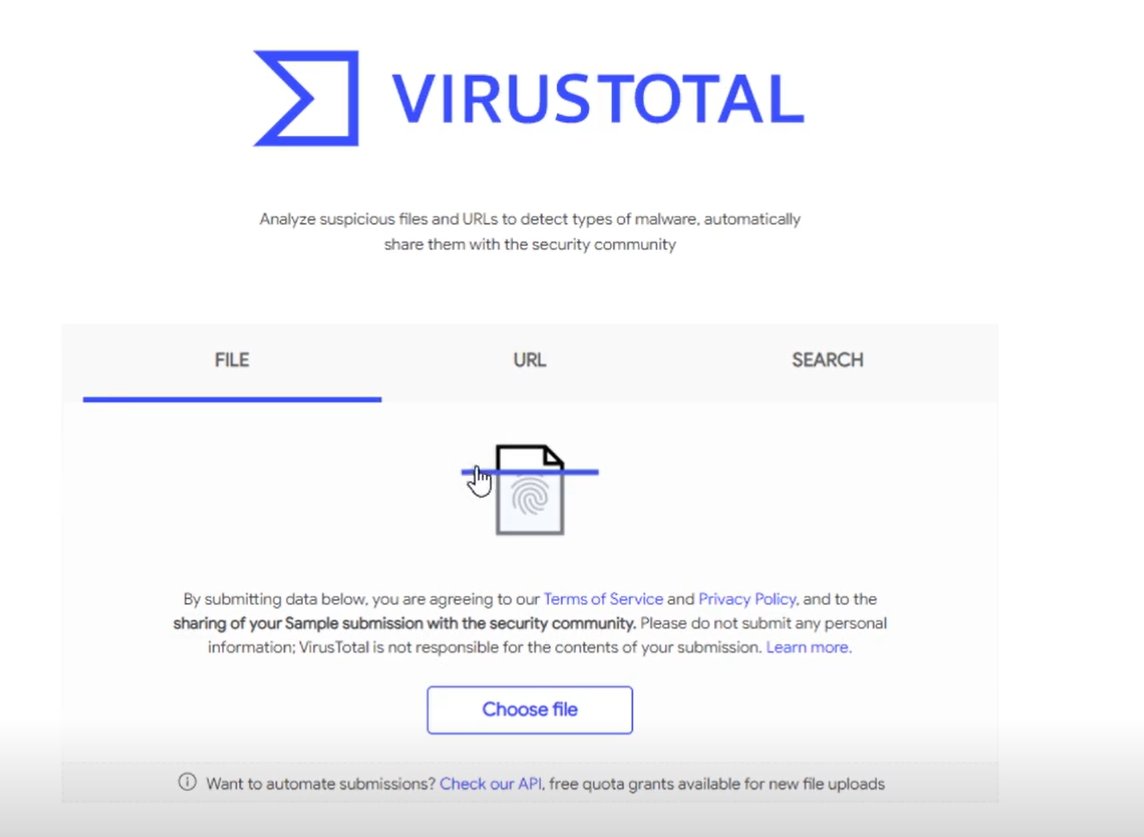 VIRUSTOTAL
Analyze suspicious files and URLs to detect types of malware, automatically
share them with the security community
FILE
URL
SEARCH
By submitting data below, you are agreeing to our Terms of Service and Privacy Policy, and to the
sharing of your Sample submission with the security community. Please do not submit any personal
information; VirusTotal is not responsible for the contents of your submission. Learn more.
Choose file
Want to automate submissions? Check our API, free quota grants available for new file uploads